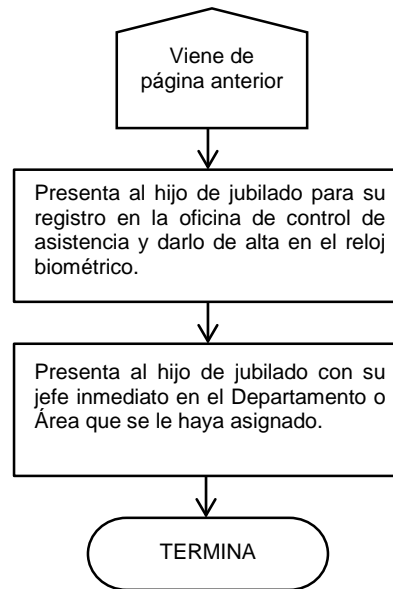 Viene de
página anterior
Presenta al hijo de jubilado para su
registro en la oficina de control de
asistencia y darlo de alta en el reloj
biométrico.
Presenta al hijo de jubilado con su
jefe inmediato en el Departamento o
Área que se le haya asignado.
TERMINA